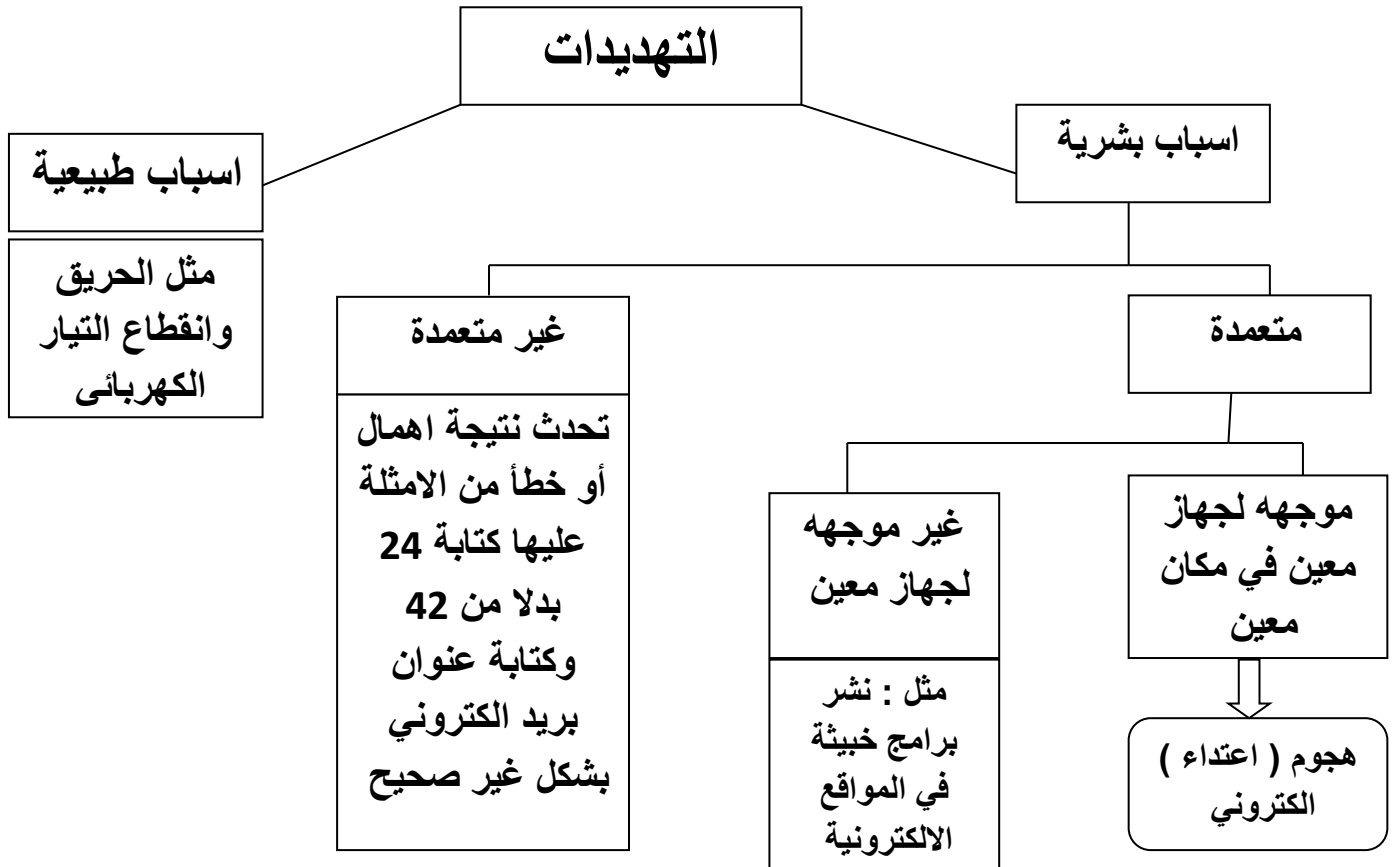 التهديدات
اسباب بشرية
اسباب طبيعية
مثل الحريق
وانقطاع التيار
الكهربائى
متعمدة
غير متعمدة
تحدث نتيجة اهمال
أو خطأ من الامثلة
عليها كتابة 24
بدلا من 42
وكتابة عنوان
بريد الكتروني
بشكل غير صحيح
موجهه لجهاز
معين في مكان
معين
غير موجهه
لجهاز معين
مثل : نشر
برامج خبيثة
في المواقع
الالكترونية
هجوم ( اعتداء )
الكتروني